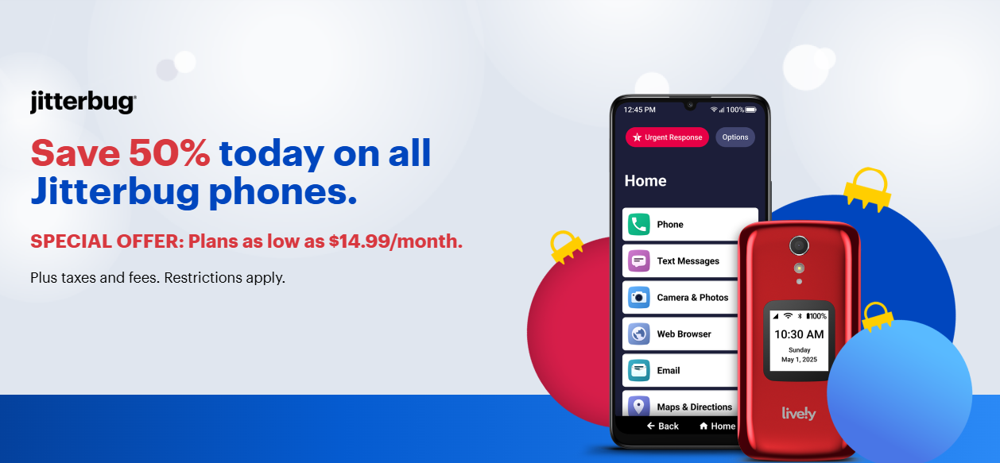 jitterbug®
Save 50% today on all
Jitterbug phones.
SPECIAL OFFER: Plans as low as $14.99/month.
Plus taxes and fees. Restrictions apply.
12:45 PM
100%
Urgent Response
Options
Home
Phone
Text Messages
Camera & Photos
Web Browser
Email
Maps & Directions
Back
Home
100%
10:30 AM
Sunday
May 1, 2025
lively